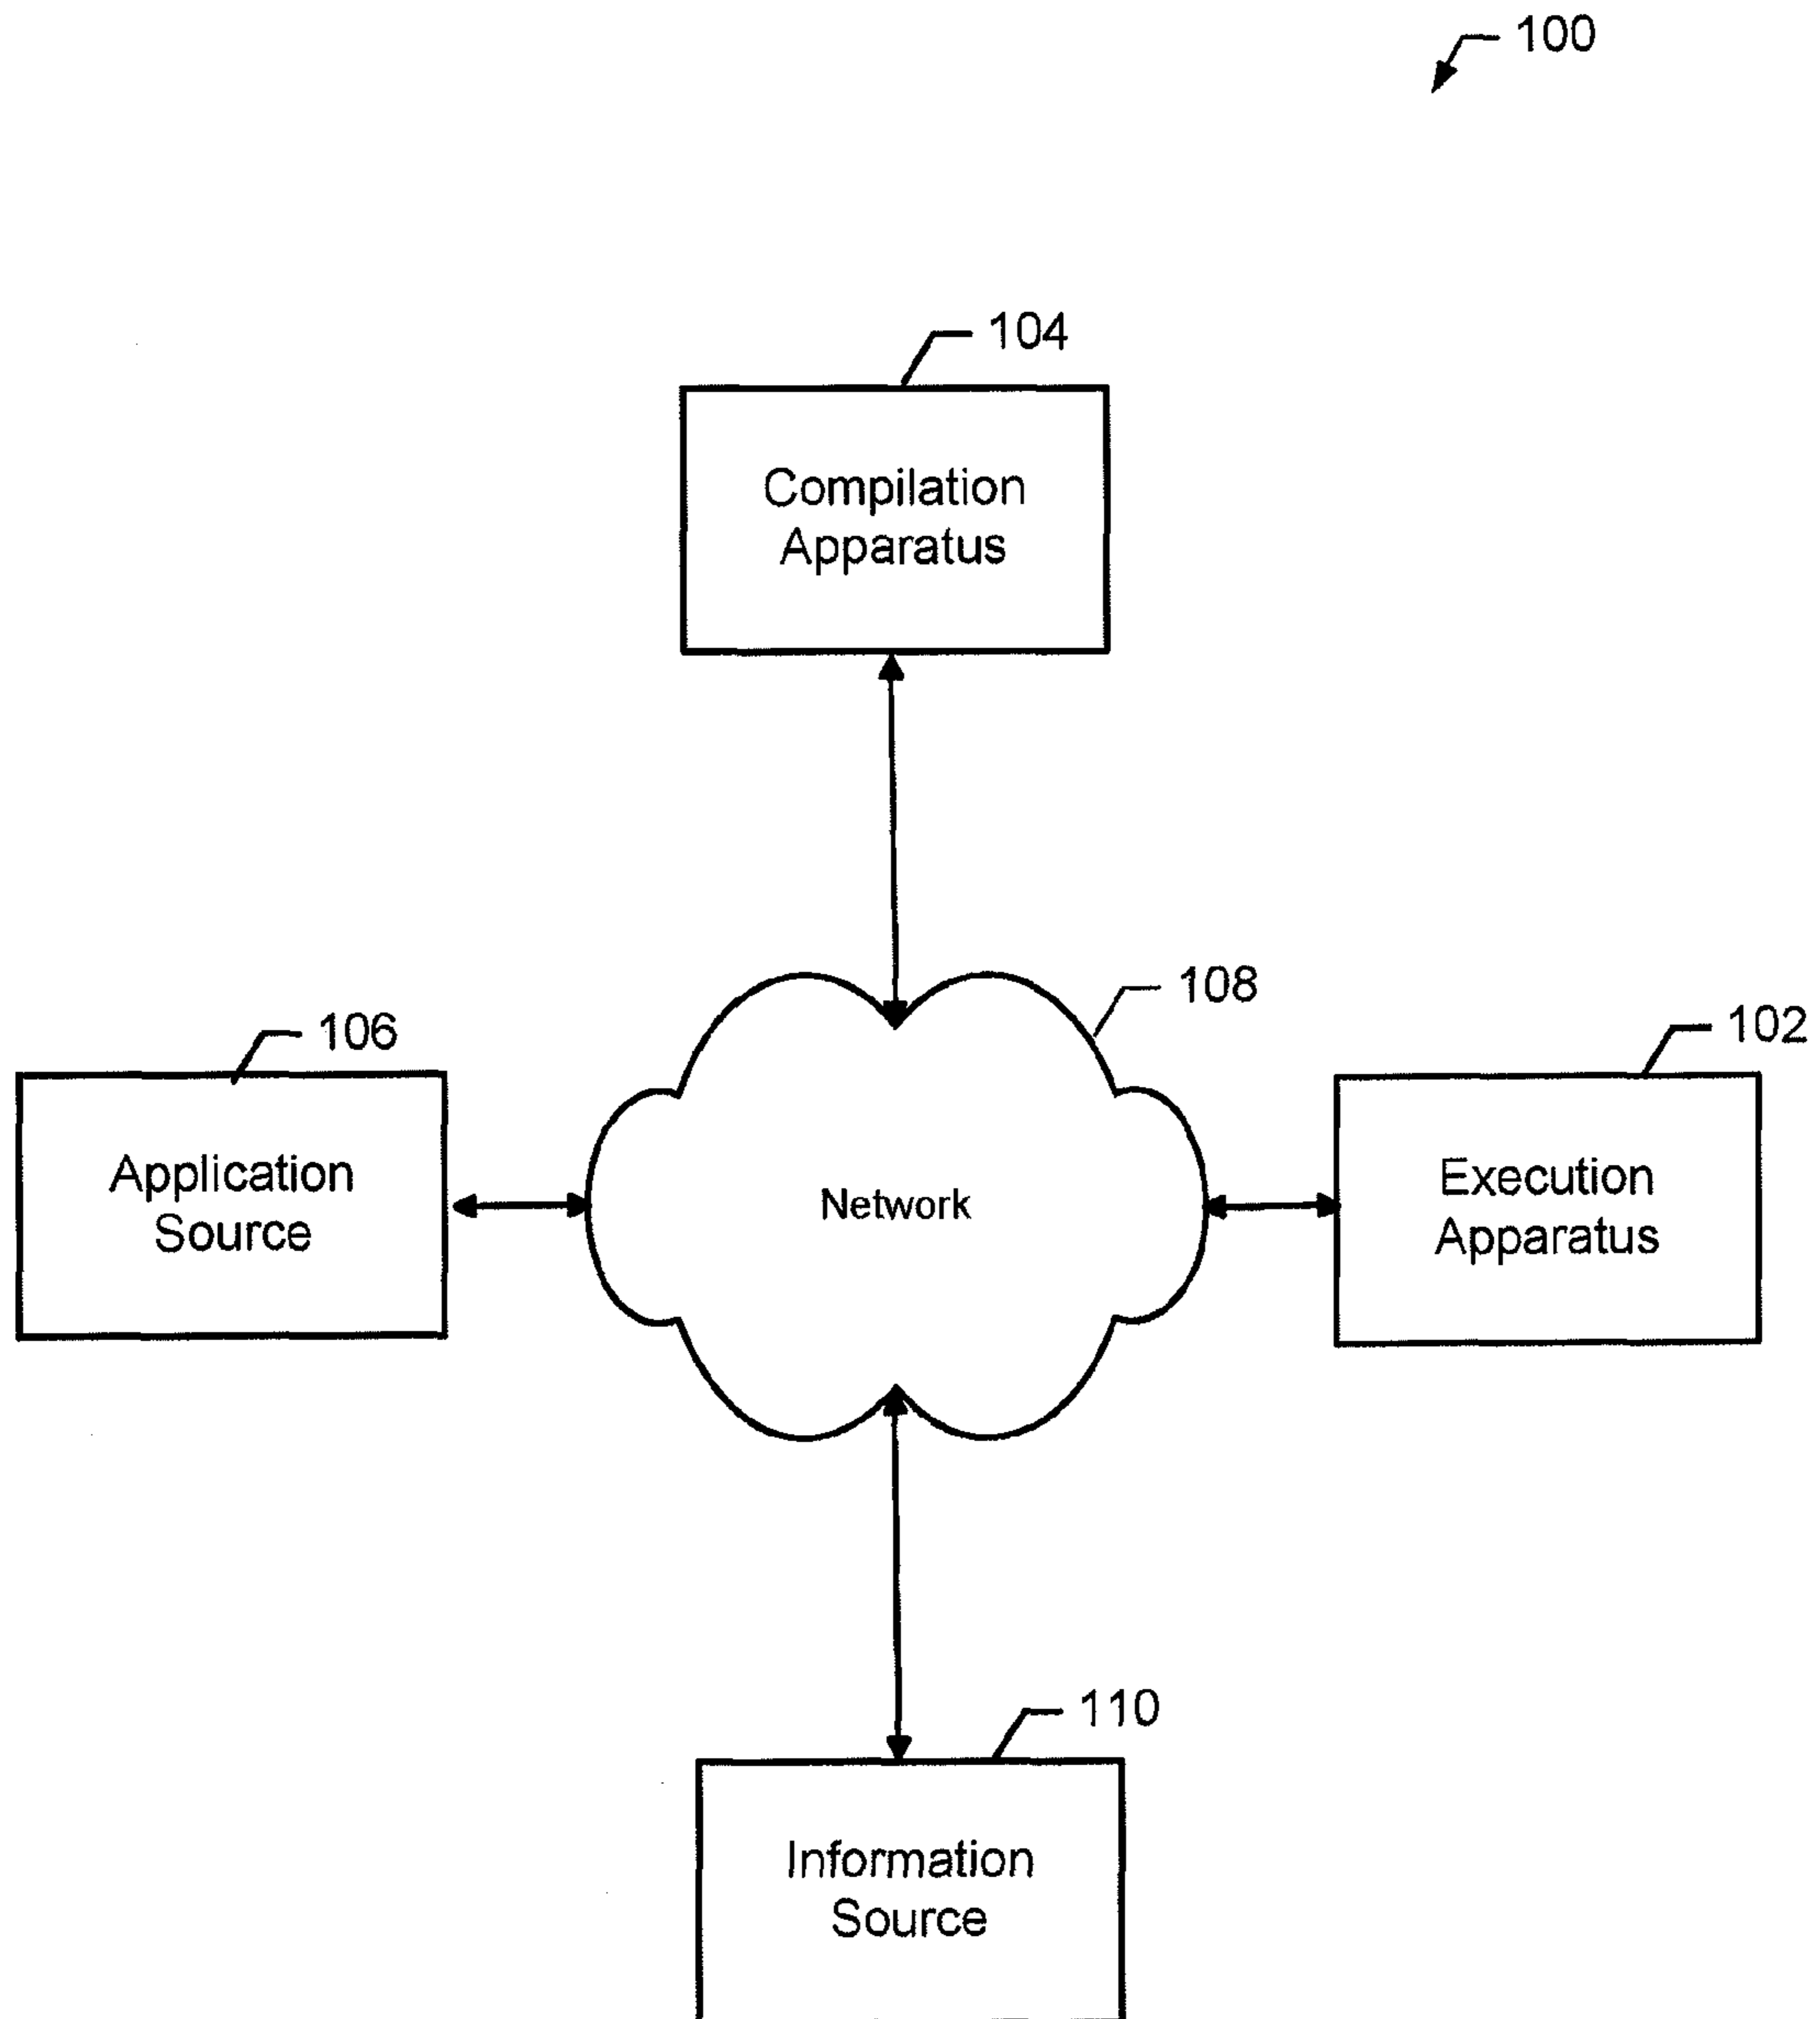 100
104
Compilation
Apparatus
108
106
102
Application
Source
Network
Execution
Apparatus
110
Information
Source